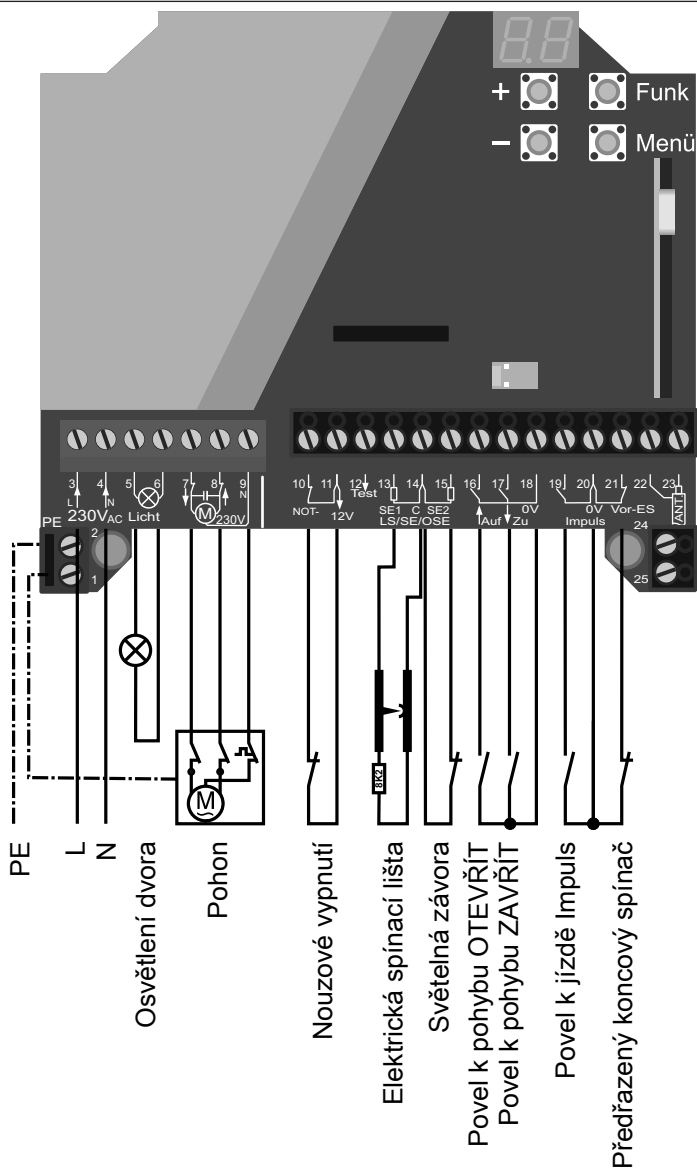 8.8
+ Funk
− Menü
3 4 5 6 7 8 9
10 11 12 13 14 15 16 17 18 19 20 21 22 23
L N N
Test
230VAC Licht M 230V
NOT- 12V
SE1 C SE2
LS/SE/OSE
Auf Zu 0V
Impuls 0V Vor-ES
ANT
PE
2
1
24
25
8K2
M
PE
L
N
Osvětlení dvora
Pohon
Nouzové vypnutí
Elektrická spínací lišta
Světelná závora
Povel k pohybu OTEVŘÍT
Povel k pohybu ZAVŘÍT
Povel k jízdě Impuls
Předřazený koncový spínač